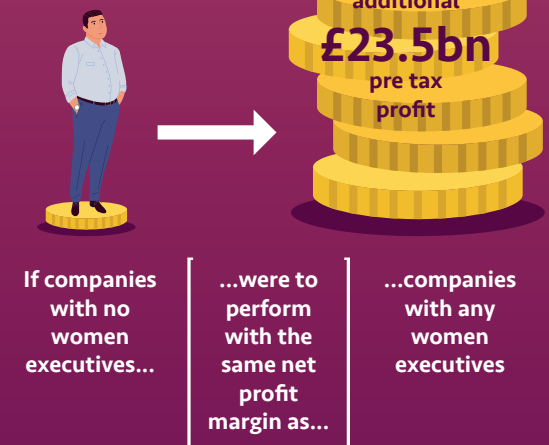 additional
£23.5bn
pre tax
profit
If companies
with no
women
executives...
...were to
perform
with the
same net
profit
margin as...
...companies
with any
women
executives